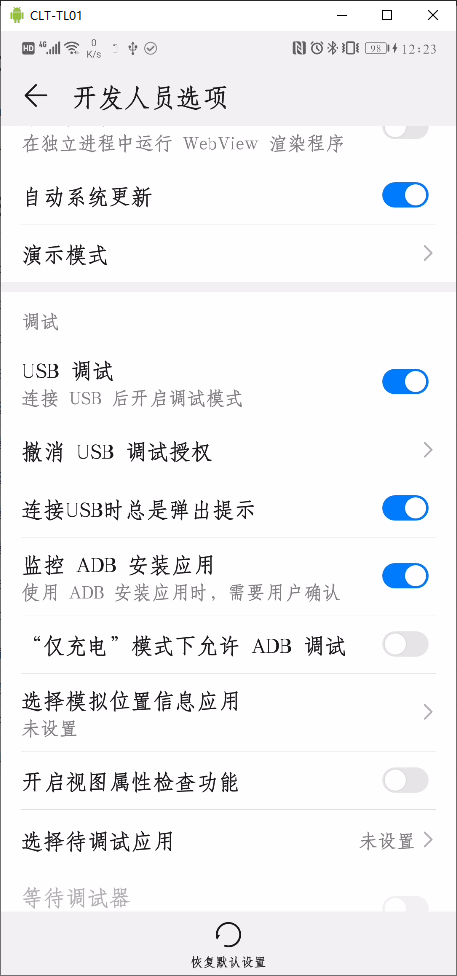 CLT-TL01
HD 4G 0 K/s 98 12:23
开发人员选项
在独立进程中运行 WebView 渲染程序
自动系统更新
演示模式
调试
USB 调试
连接 USB 后开启调试模式
撤消 USB 调试授权
连接USB时总是弹出提示
监控 ADB 安装应用
使用 ADB 安装应用时，需要用户确认
“仅充电”模式下允许 ADB 调试
选择模拟位置信息应用
未设置
开启视图属性检查功能
选择待调试应用 未设置
等待调试器
恢复默认设置